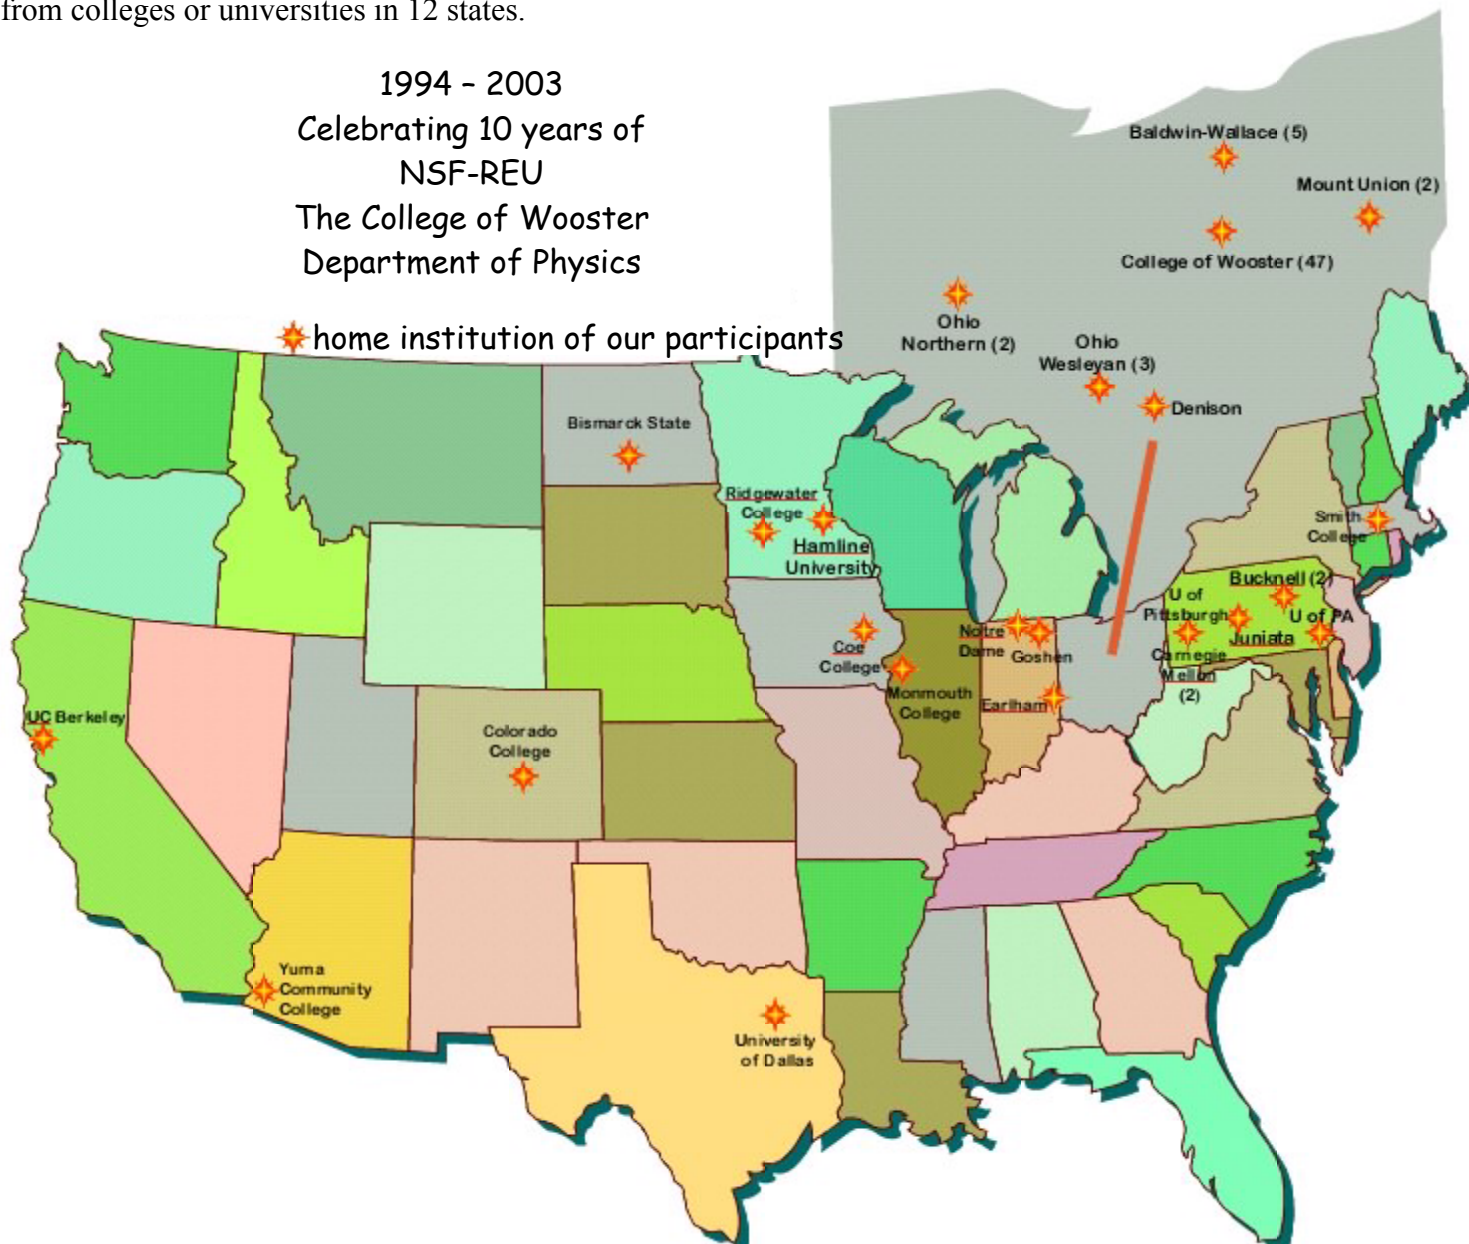 from colleges or universities in 12 states.
1994 – 2003
Celebrating 10 years of
NSF-REU
The College of Wooster
Department of Physics
home institution of our participants
Baldwin-Wallace (5)
Mount Union (2)
College of Wooster (47)
Ohio
Northern (2)
Ohio
Wesleyan (3)
Denison
Bismarck State
Ridgewater
College
Hamline
University
Smith
College
Bucknell (2)
U of
Pittsburgh
U of PA
Juniata
Carnegie
Mellon
(2)
Notre
Dame
Goshen
Earlham
Coe
College
Monmouth
College
UC Berkeley
Colorado
College
Yuma
Community
College
University
of Dallas